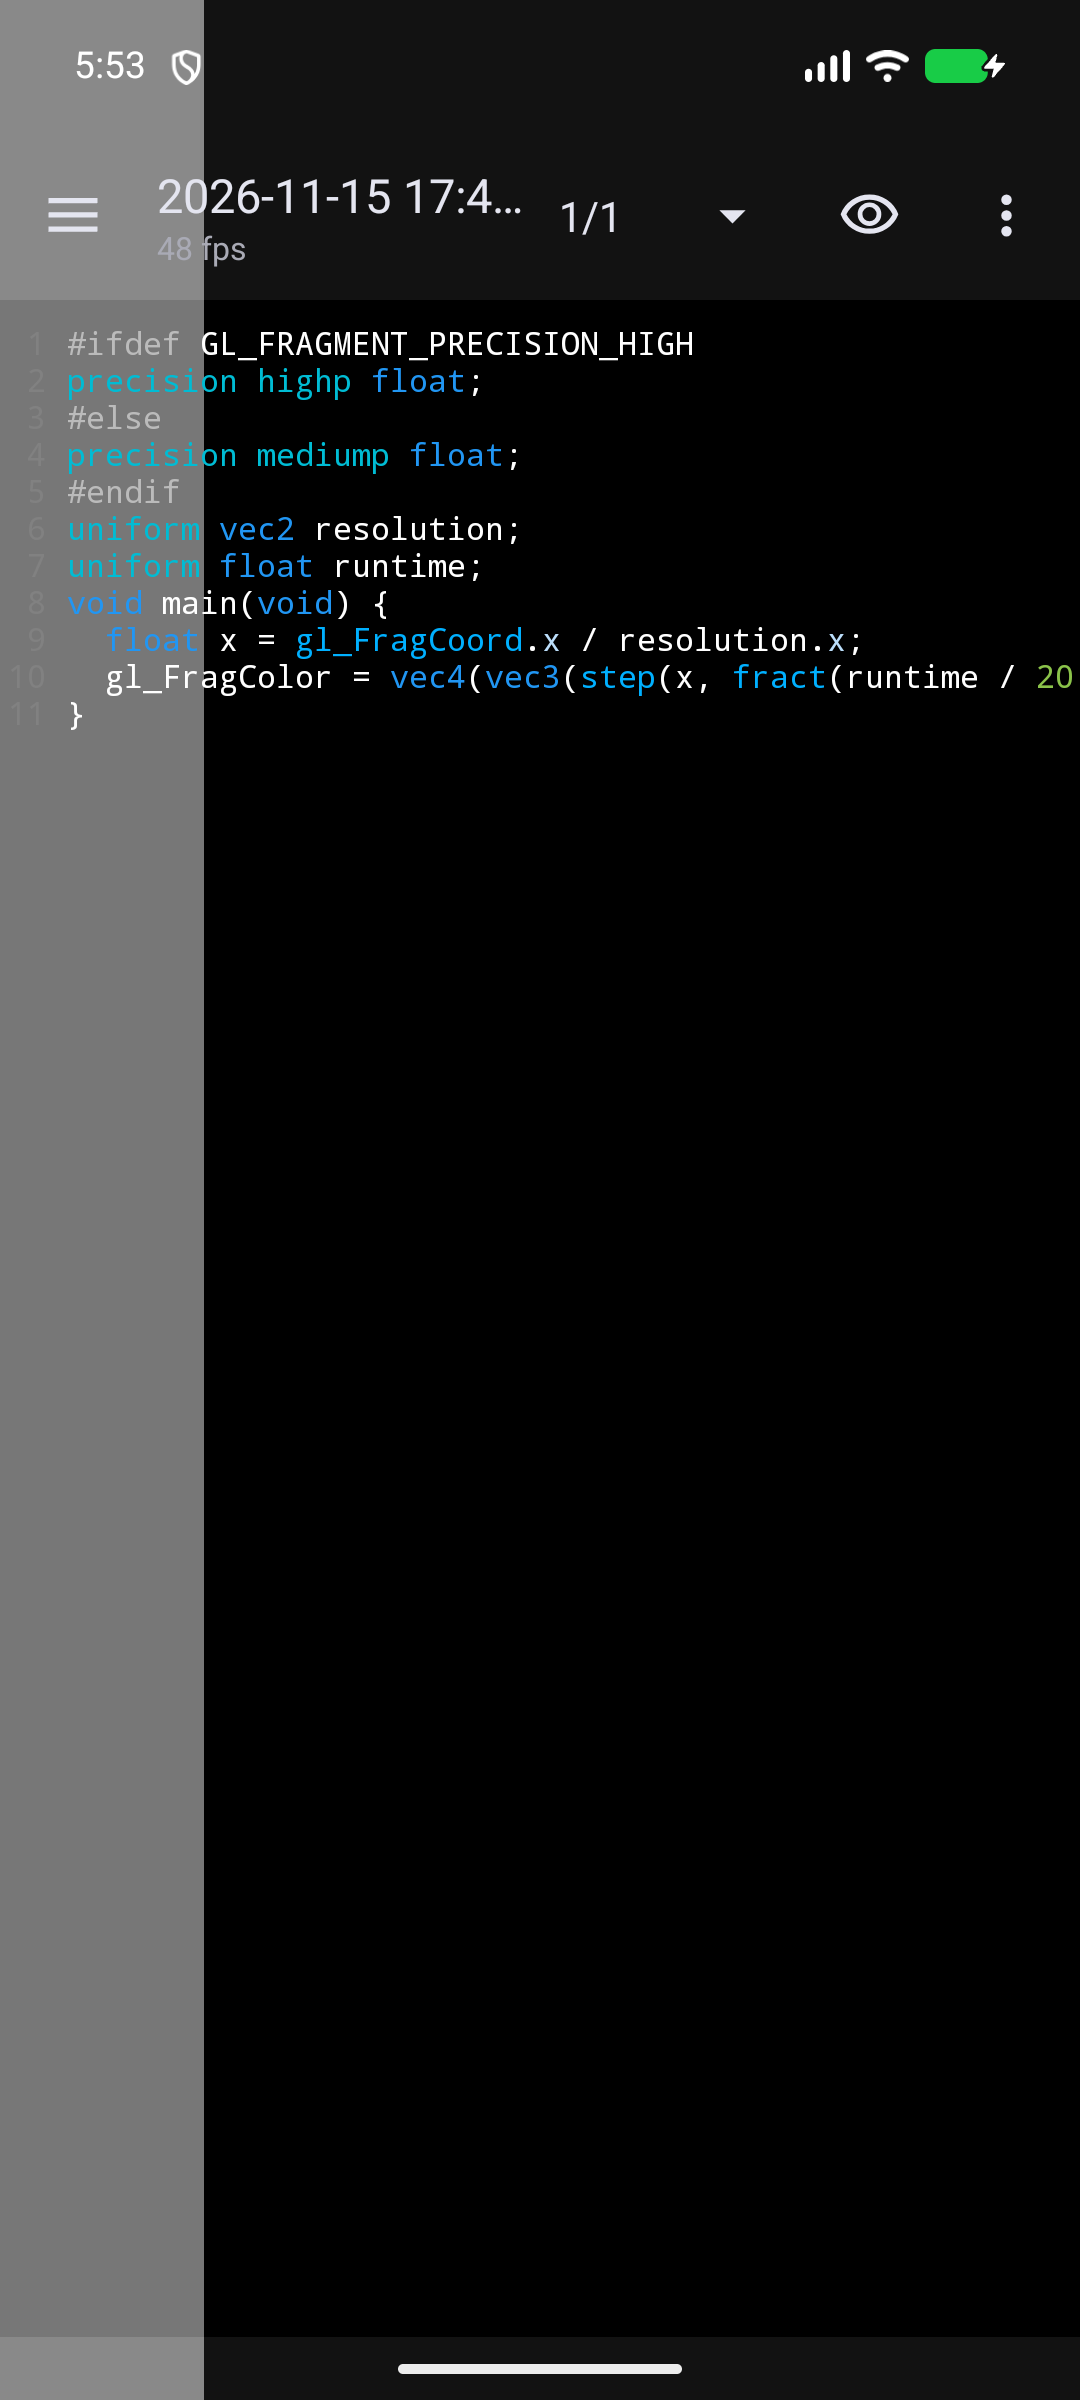 5:53
2026-11-15 17:4...
48 fps
1/1
1 #ifdef GL_FRAGMENT_PRECISION_HIGH
2 precision highp float;
3 #else
4 precision mediump float;
5 #endif
6 uniform vec2 resolution;
7 uniform float runtime;
8 void main(void) {
9   float x = gl_FragCoord.x / resolution.x;
10   gl_FragColor = vec4(vec3(step(x, fract(runtime / 20
11 }